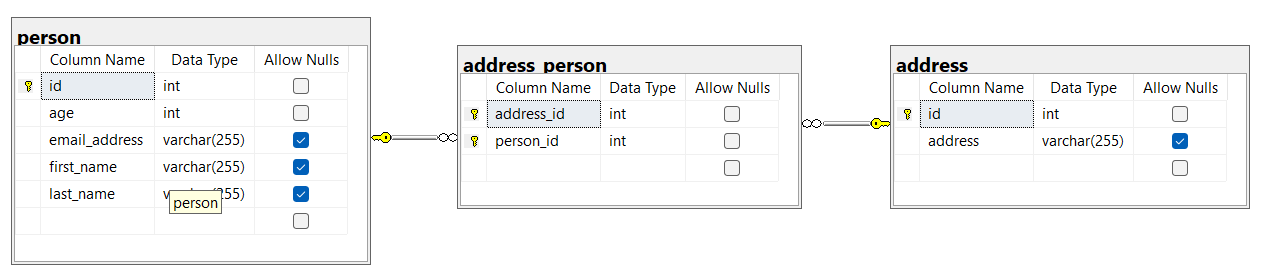 person
Column Name Data Type Allow Nulls
id int
age int
email_address varchar(255)
first_name varchar(255)
last_name varchar(255)
person
address_person
Column Name Data Type Allow Nulls
address_id int
person_id int
address
Column Name Data Type Allow Nulls
id int
address varchar(255)